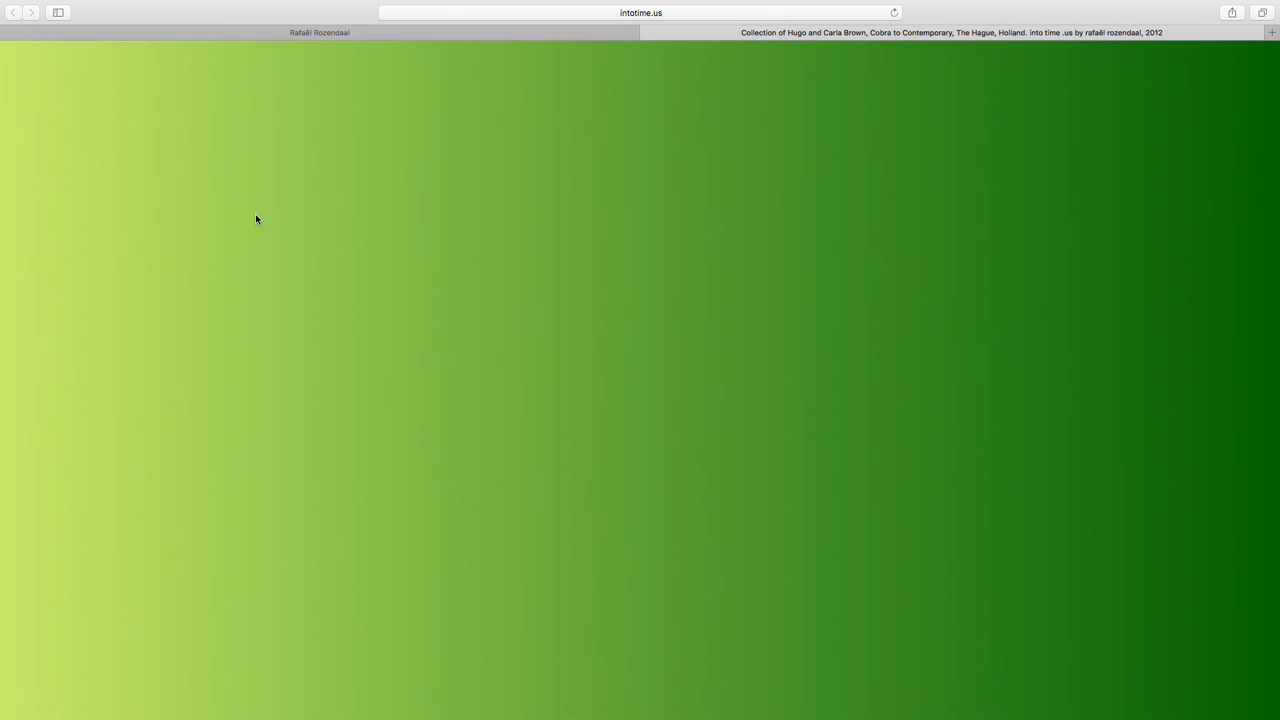 intotime.us
Rafaël Rozendaal
Collection of Hugo and Carla Brown, Cobra to Contemporary, The Hague, Holland. into time .us by rafaël rozendaal, 2012